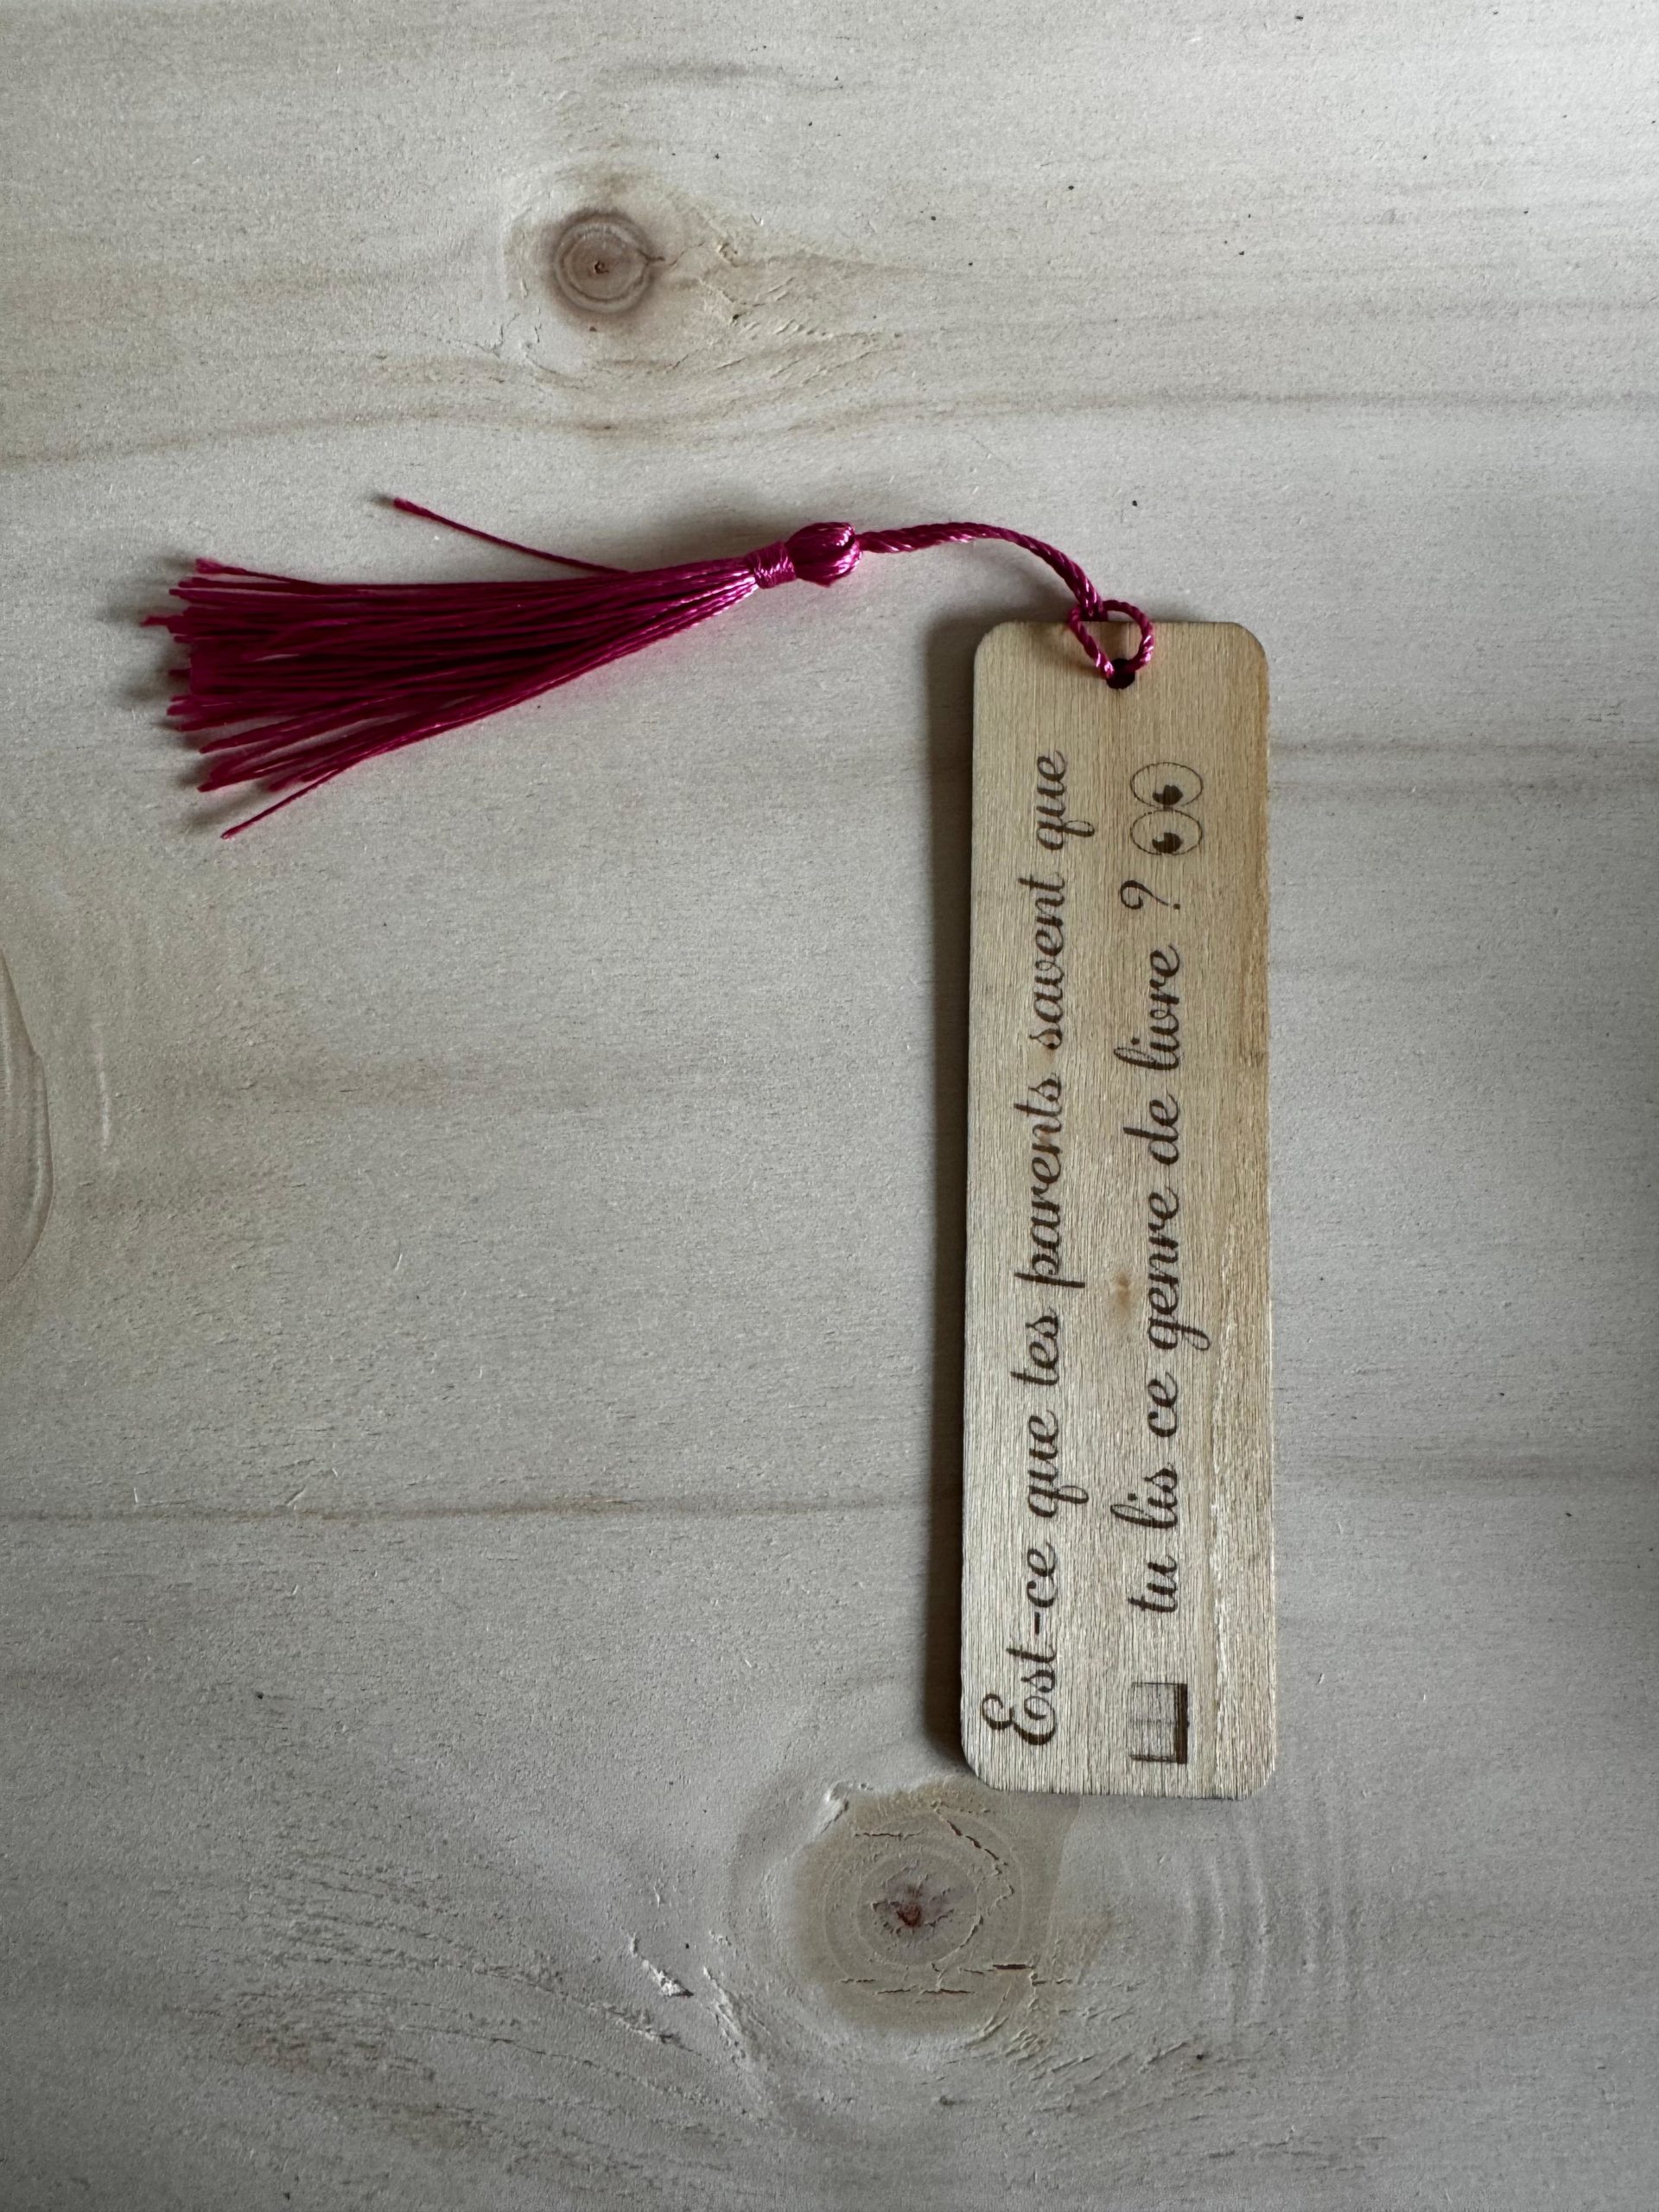 Est-ce que tes parents savent que
tu lis ce genre de livre ?